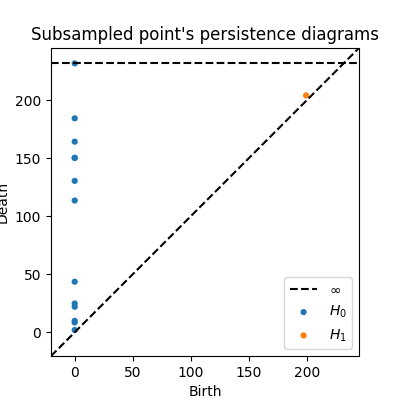 Subsampled point's persistence diagrams
Death
200
150
100
50
0
∞
H₀
H₁
0
50
100
150
200
Birth